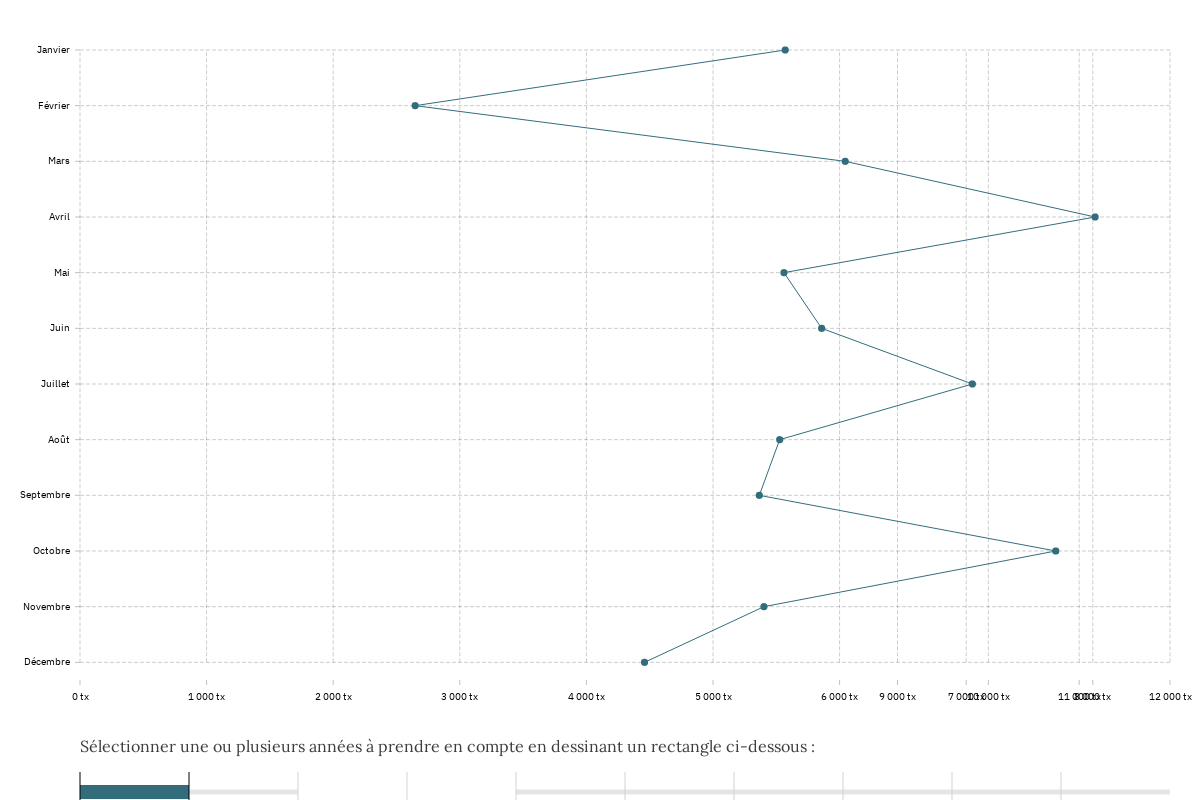 Janvier
Février
Mars
Avril
Mai
Juin
Juillet
Août
Septembre
Octobre
Novembre
Décembre
0 tx 1 000 tx 2 000 tx 3 000 tx 4 000 tx 5 000 tx 6 000 tx 9 000 tx 12 000 tx
Sélectionner une ou plusieurs années à prendre en compte en dessinant un rectangle ci-dessous :